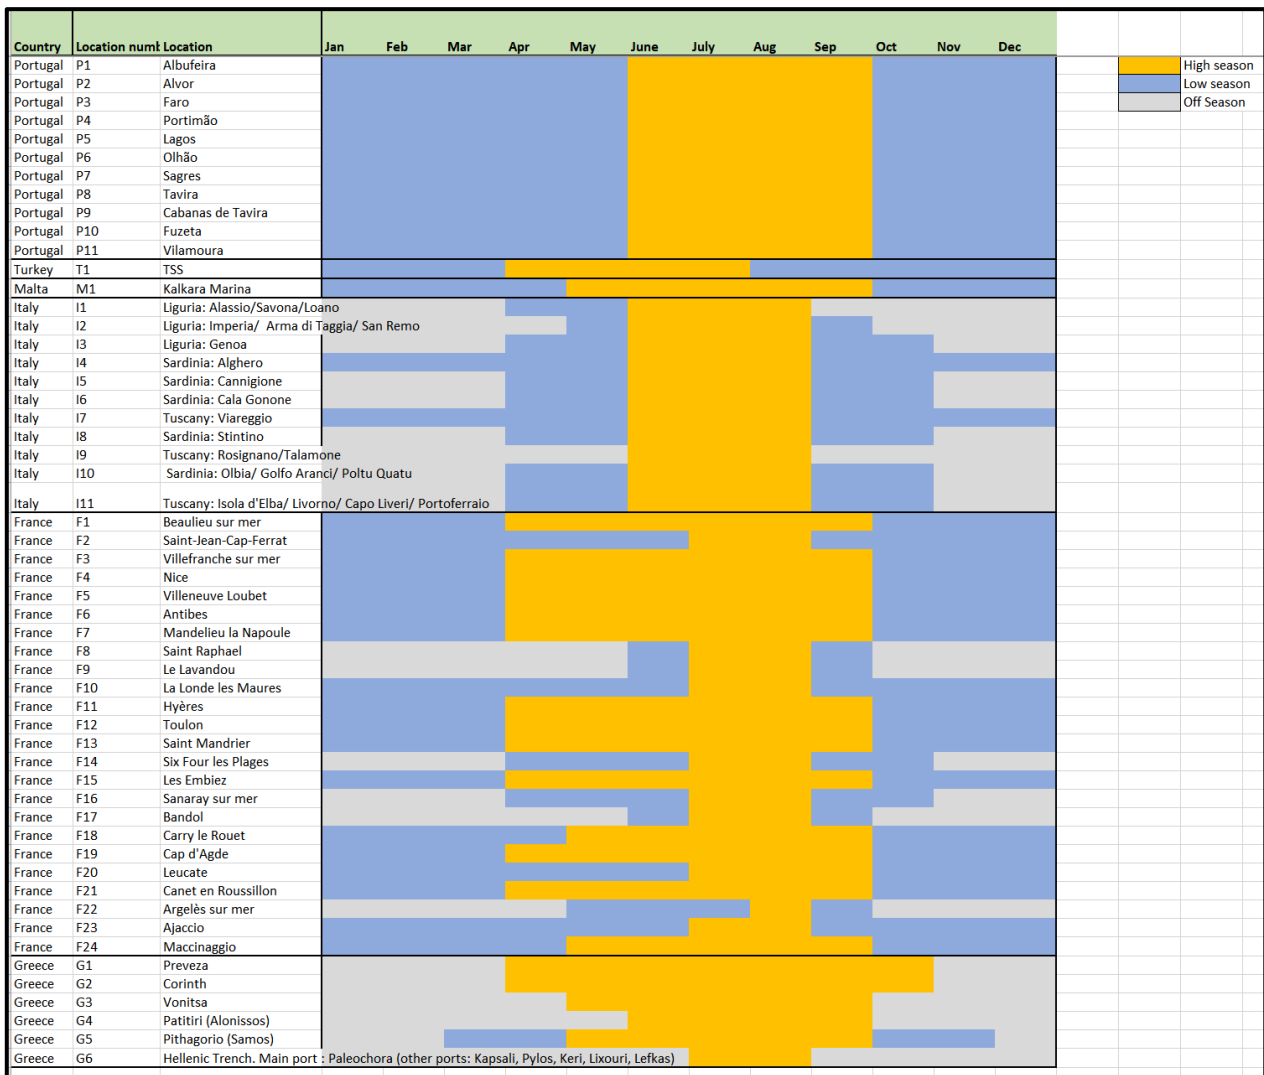 Country Location numb Location Jan Feb Mar Apr May June July Aug Sep Oct Nov Dec
Portugal P1 Albufeira High season
Portugal P2 Alvor Low season
Portugal P3 Faro Off Season
Portugal P4 Portimão
Portugal P5 Lagos
Portugal P6 Olhão
Portugal P7 Sagres
Portugal P8 Tavira
Portugal P9 Cabanas de Tavira
Portugal P10 Fuzeta
Portugal P11 Vilamoura
Turkey T1 TSS
Malta M1 Kalkara Marina
Italy I1 Liguria: Alassio/Savona/Loano
Italy I2 Liguria: Imperia/ Arma di Taggia/ San Remo
Italy I3 Liguria: Genoa
Italy I4 Sardinia: Alghero
Italy I5 Sardinia: Cannigione
Italy I6 Sardinia: Cala Gonone
Italy I7 Tuscany: Viareggio
Italy I8 Sardinia: Stintino
Italy I9 Tuscany: Rosignano/Talamone
Italy I10 Sardinia: Olbia/ Golfo Aranci/ Poltu Quatu
Italy I11 Tuscany: Isola d'Elba/ Livorno/ Capo Liveri/ Portoferraio
France F1 Beaulieu sur mer
France F2 Saint-Jean-Cap-Ferrat
France F3 Villefranche sur mer
France F4 Nice
France F5 Villeneuve Loubet
France F6 Antibes
France F7 Mandelieu la Napoule
France F8 Saint Raphael
France F9 Le Lavandou
France F10 La Londe les Maures
France F11 Hyères
France F12 Toulon
France F13 Saint Mandrier
France F14 Six Four les Plages
France F15 Les Embiez
France F16 Sanaray sur mer
France F17 Bandol
France F18 Carry le Rouet
France F19 Cap d'Agde
France F20 Leucate
France F21 Canet en Roussillon
France F22 Argelès sur mer
France F23 Ajaccio
France F24 Maccinaggio
Greece G1 Preveza
Greece G2 Corinth
Greece G3 Vonitsa
Greece G4 Patitiri (Alonissos)
Greece G5 Pithagorio (Samos)
Greece G6 Hellenic Trench. Main port : Paleochora (other ports: Kapsali, Pylos, Keri, Lixouri, Lefkas)